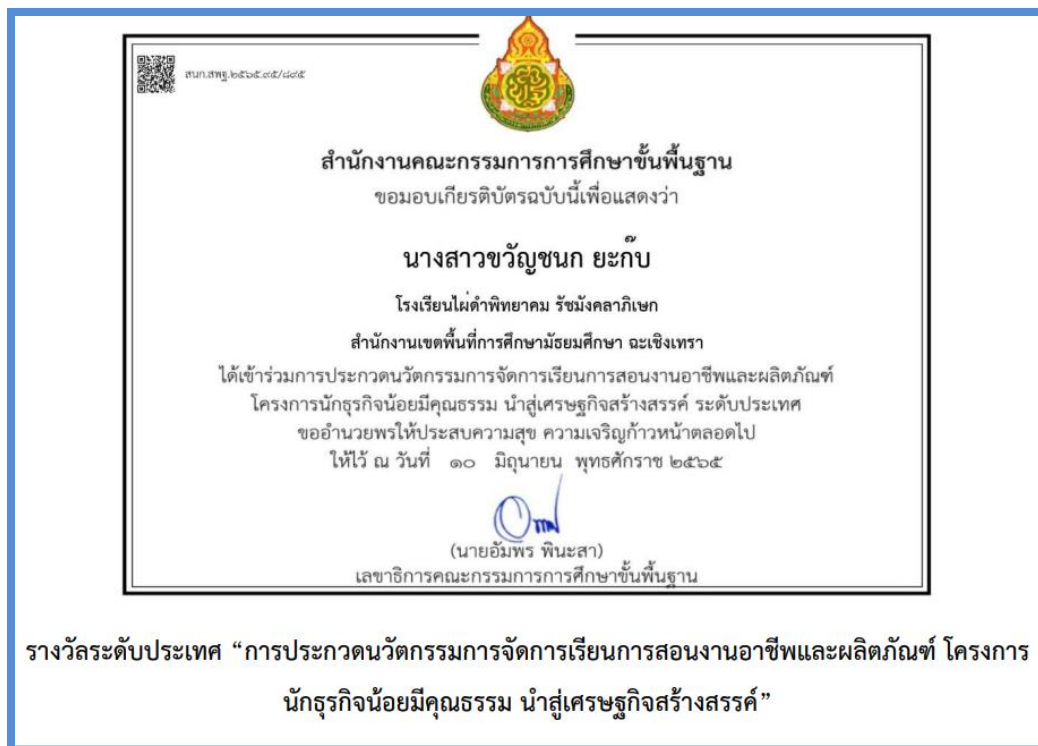 สนก.สพฐ.๒๕๖๕.๙๕/๘๙๕
สำนักงานคณะกรรมการการศึกษาขั้นพื้นฐาน
ขอมอบเกียรติบัตรฉบับนี้เพื่อแสดงว่า
นางสาวขวัญชนก ยะก๊บ
โรงเรียนไผ่ดำพิทยาคม รัชมังคลาภิเษก
สำนักงานเขตพื้นที่การศึกษามัธยมศึกษา ฉะเชิงเทรา
ได้เข้าร่วมการประกวดนวัตกรรมการจัดการเรียนการสอนงานอาชีพและผลิตภัณฑ์
โครงการนักธุรกิจน้อยมีคุณธรรม นำสู่เศรษฐกิจสร้างสรรค์ ระดับประเทศ
ขออำนวยพรให้ประสบความสุข ความเจริญก้าวหน้าตลอดไป
ให้ไว้ ณ วันที่ ๑๐ มิถุนายน พุทธศักราช ๒๕๖๕
(นายอัมพร พินะสา)
เลขาธิการคณะกรรมการการศึกษาขั้นพื้นฐาน
รางวัลระดับประเทศ “การประกวดนวัตกรรมการจัดการเรียนการสอนงานอาชีพและผลิตภัณฑ์ โครงการ
นักธุรกิจน้อยมีคุณธรรม นำสู่เศรษฐกิจสร้างสรรค์”